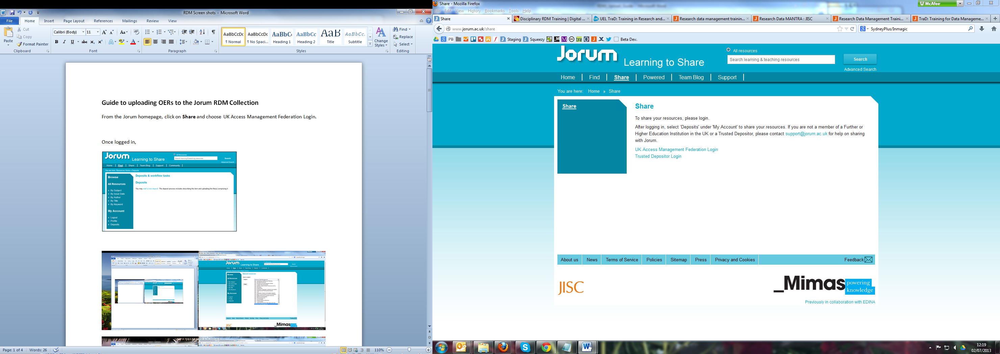 RDM Screen shots - Microsoft Word
File Home Insert Page Layout References Mailings Review View
Paste
Cut
Copy
Format Painter
Clipboard
Calibri (Body) 11
Font
Paragraph
AaBbCcDc AaBbCcDc AaBbCc AaBbCc AaB AaBbCc.
¶ Normal ¶ No Spaci... Heading 1 Heading 2 Title Subtitle
Change Styles
Styles
Find
Replace
Select
Editing
Guide to uploading OERs to the Jorum RDM Collection
From the Jorum homepage, click on Share and choose UK Access Management Federation Login.
Once logged in,
Jorum Learning to Share
All Resources
Search learning & teaching resources
Search
Advanced Search
Home Find Share Team Blog Support Community
You are here: Resources Home » Deposits
Browse
All Resources
» By Subject
» By Issue Date
» By Author
» By Title
» By Keyword
My Account
» Logout
» Profile
» Deposits
Deposits & workflow tasks
Deposits
You may start a new deposit. The deposit process includes describing the item and uploading the file(s) comprising it.
Jorum Learning to Share
Browse
All Resources
My Account
Deposit resources
JISC
_Mimas
Page: 1 of 4 Words: 26 110%
Share - Mozilla Firefox
McAfee
File Edit View History Bookmarks Tools Help
Share
Disciplinary RDM Training | Digital ...
UEL TraD: Training in Research and...
Research data management trainin...
Research Data MANTRA : JISC
Research Data Management Traini...
TraD: Training for Data Manageme...
www.jorum.ac.uk/share
SydneyPlus/Inmagic
PB Staging Squeezy tra Beta Dev.
Jorum Learning to Share
All resources
Search learning & teaching resources
Search
Advanced Search
Home Find Share Powered Team Blog Support
You are here: Home » Share
Share
Share
To share your resources, please login.
After logging in, select 'Deposits' under 'My Account' to share your resources. If you are not a member of a Further or
Higher Education Institution in the UK or a Trusted Depositor, please contact support@jorum.ac.uk for help on sharing
with Jorum.
UK Access Management Federation Login
Trusted Depositor Login
About us News Terms of Service Policies Sitemap Press Privacy and Cookies Feedback
JISC
_Mimas powering knowledge
Previously in collaboration with EDINA
12:19
02/07/2013